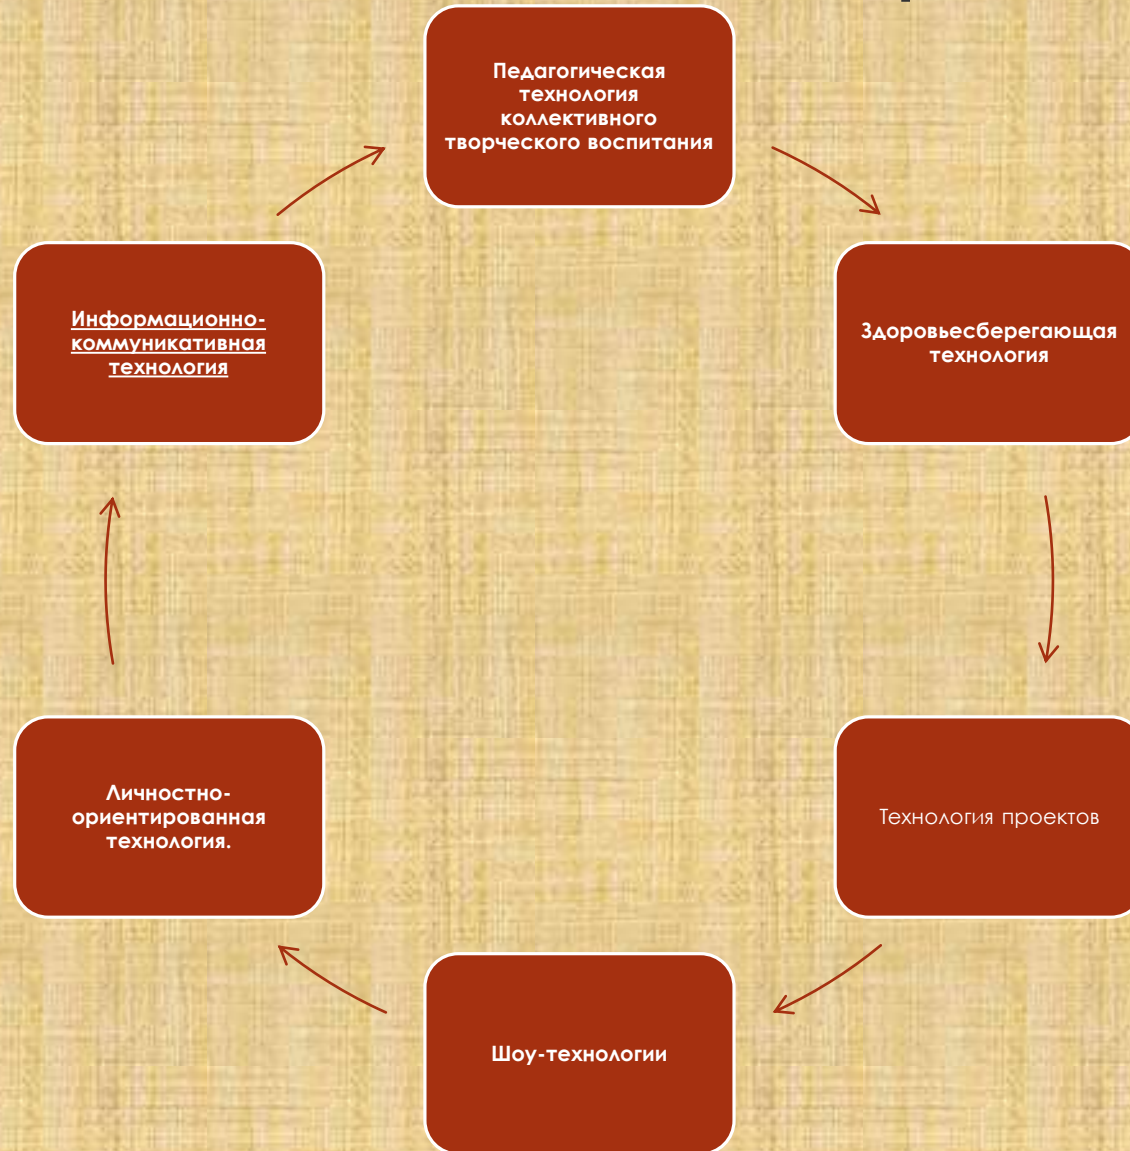 Педагогическая
технология
коллективного
творческого воспитания
Здоровьесберегающая
технология
Технология проектов
Шоу-технологии
Личностно-
ориентированная
технология.
Информационно-
коммуникативная
технология